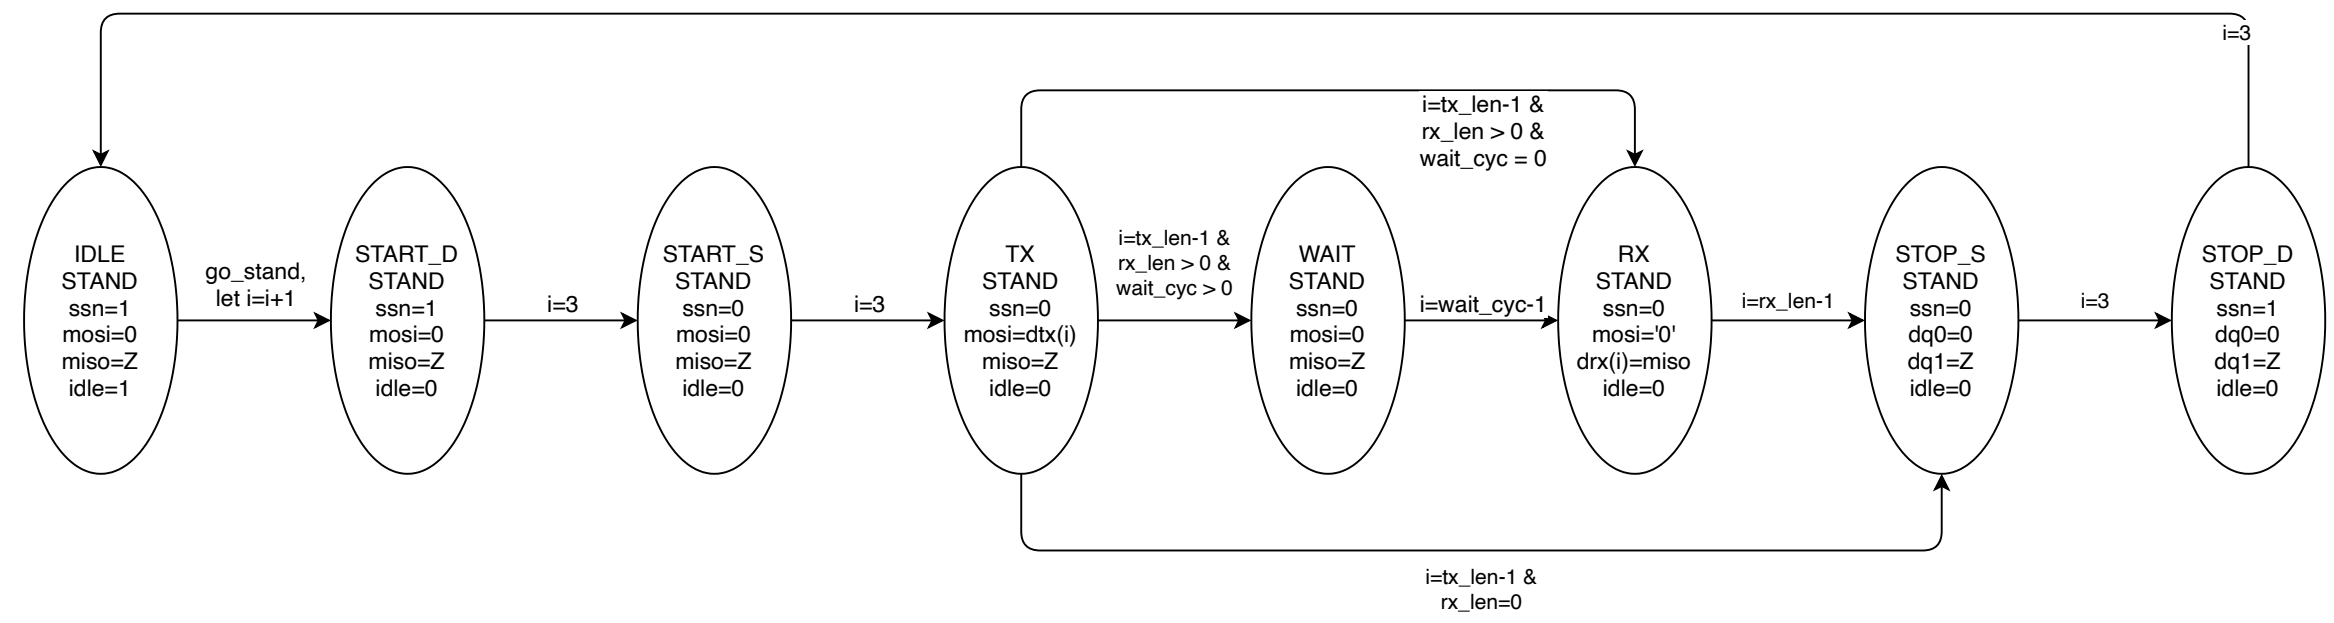 i=3
i=tx_len-1 &
rx_len > 0 &
wait_cyc = 0
IDLE
STAND
ssn=1
mosi=0
miso=Z
idle=1
go_stand,
let i=i+1
START_D
STAND
ssn=1
mosi=0
miso=Z
idle=0
i=3
START_S
STAND
ssn=0
mosi=0
miso=Z
idle=0
i=3
TX
STAND
ssn=0
mosi=dtx(i)
miso=Z
idle=0
i=tx_len-1 &
rx_len > 0 &
wait_cyc > 0
WAIT
STAND
ssn=0
mosi=0
miso=Z
idle=0
i=wait_cyc-1
RX
STAND
ssn=0
mosi='0'
drx(i)=miso
idle=0
i=rx_len-1
STOP_S
STAND
ssn=0
dq0=0
dq1=Z
idle=0
i=3
STOP_D
STAND
ssn=1
dq0=0
dq1=Z
idle=0
i=tx_len-1 &
rx_len=0